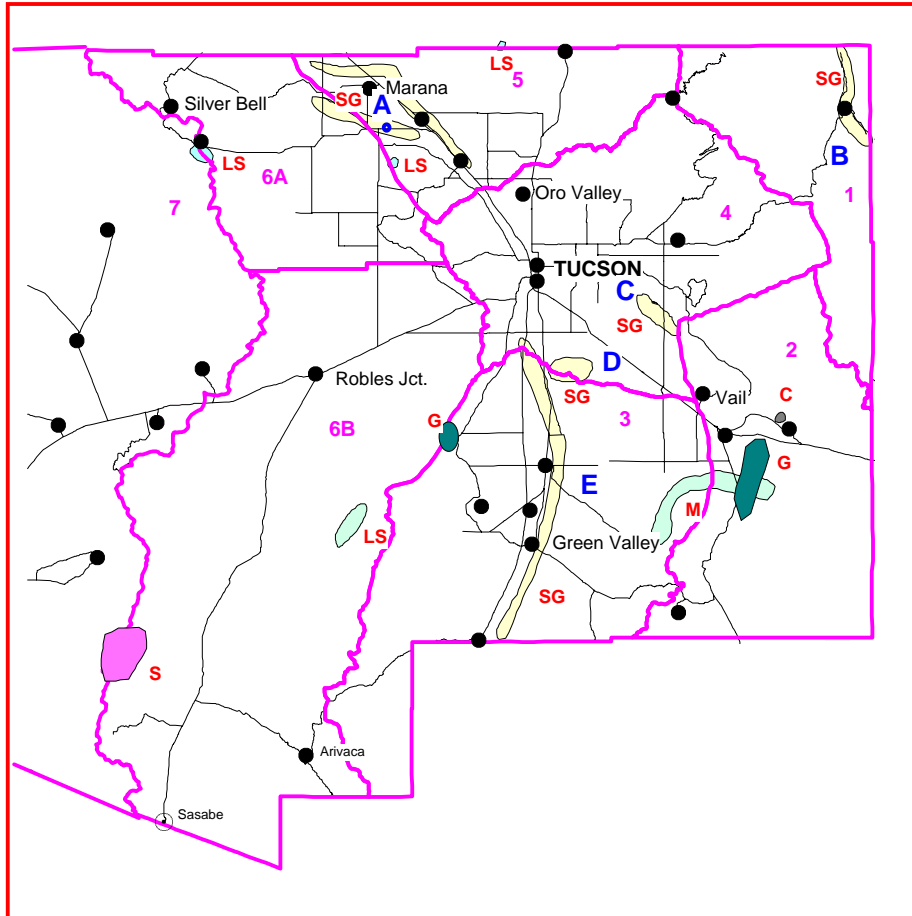 LS
5
SG
Marana
SG
A
Silver Bell
B
LS
6A
LS
1
7
Oro Valley
4
TUCSON
C
SG
2
D
Robles Jct.
SG
Vail
C
G
6B
3
G
E
M
LS
Green Valley
SG
S
Arivaca
Sasabe